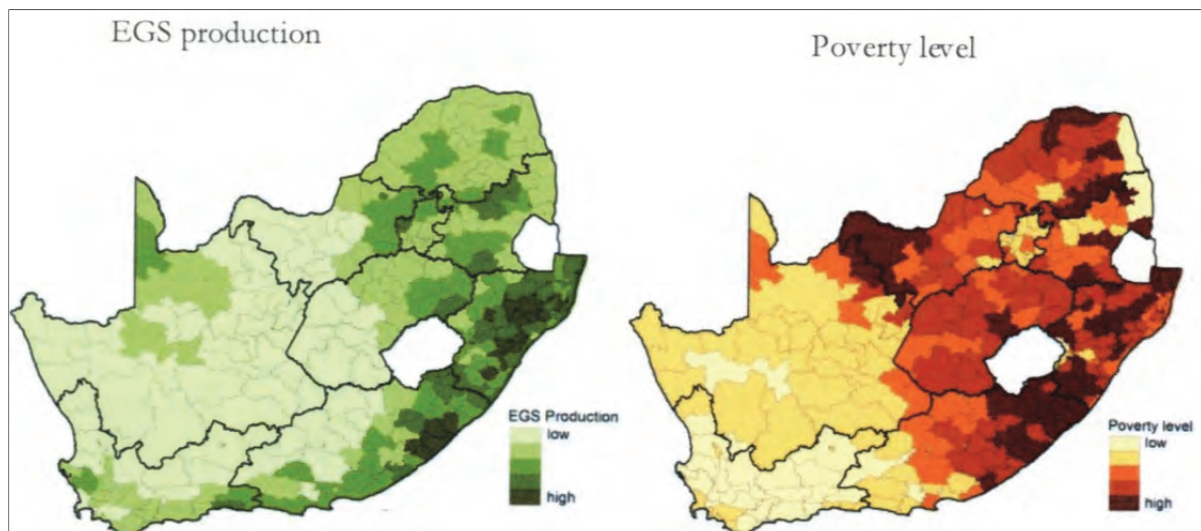 EGS production
Poverty level
EGS Production
low
high
Poverty level
low
high